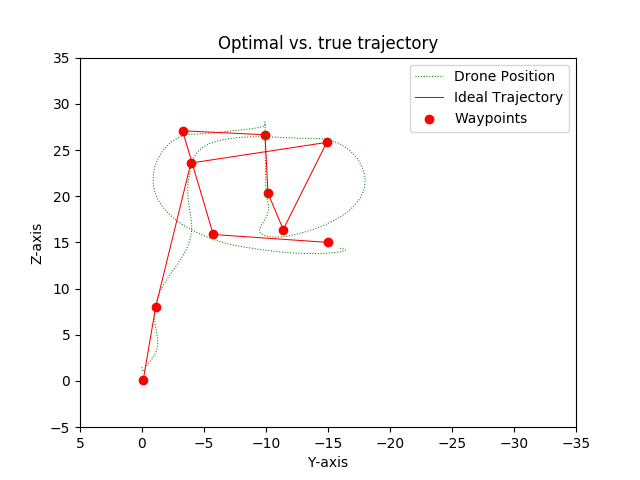 Optimal vs. true trajectory
Drone Position
Ideal Trajectory
Waypoints
35
30
25
20
15
10
5
0
−5
Z-axis
5 0 −5 −10 −15 −20 −25 −30 −35
Y-axis